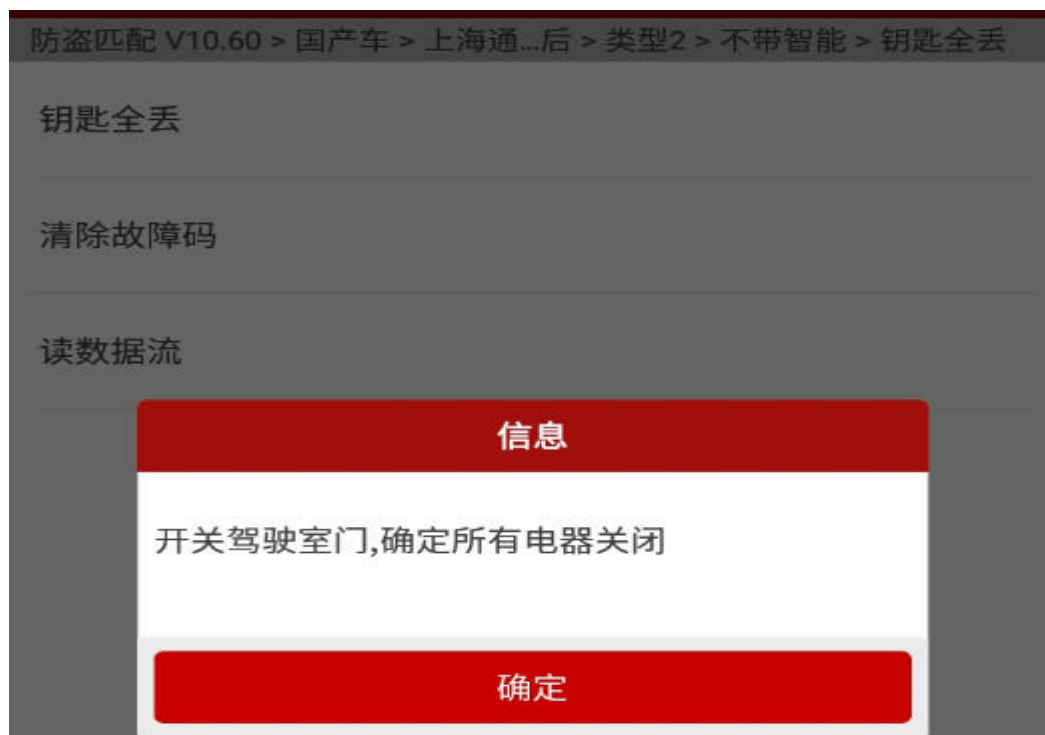 防盗匹配 V10.60 > 国产车 > 上海通...后 > 类型2 > 不带智能 > 钥匙全丢
钥匙全丢
清除故障码
读数据流
信息
开关驾驶室门,确定所有电器关闭
确定